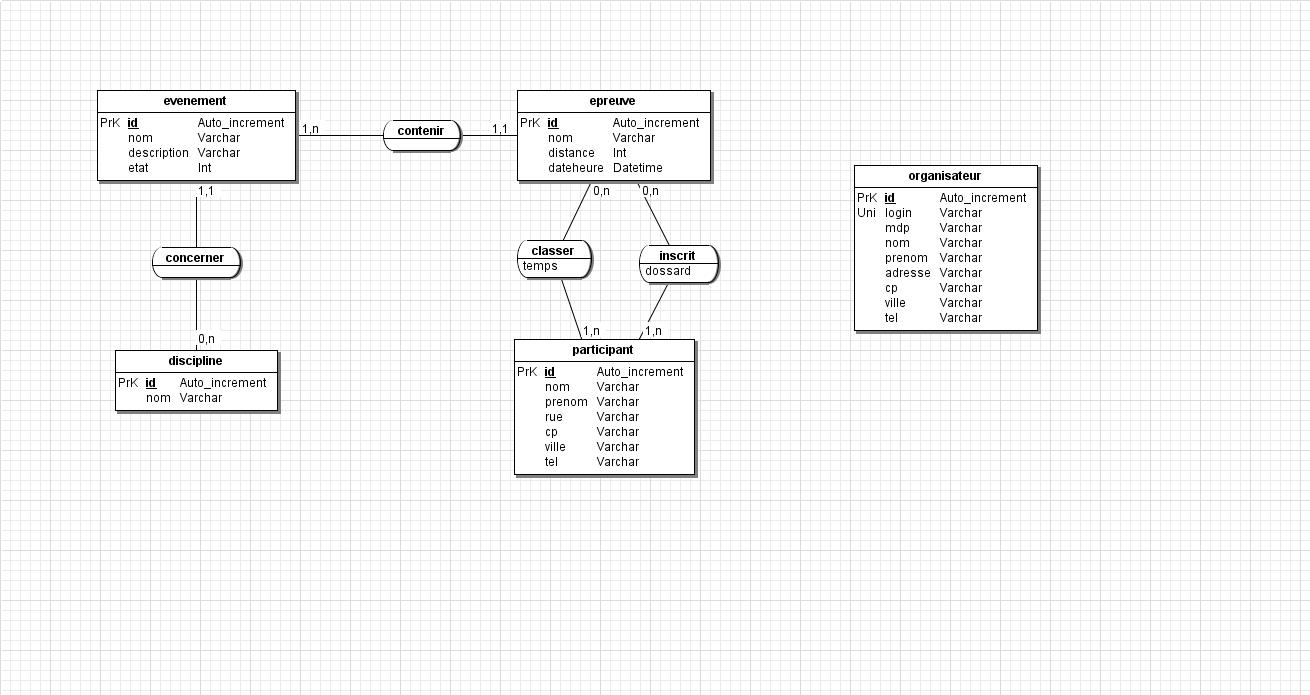 evenement
PrK id Auto_increment
nom Varchar
description Varchar
etat Int
1,n
contenir
1,1
epreuve
PrK id Auto_increment
nom Varchar
distance Int
dateheure Datetime
organisateur
PrK id Auto_increment
Uni login Varchar
mdp Varchar
nom Varchar
prenom Varchar
adresse Varchar
cp Varchar
ville Varchar
tel Varchar
1,1
concerner
0,n
discipline
PrK id Auto_increment
nom Varchar
0,n
0,n
classer
temps
inscrit
dossard
1,n
1,n
participant
PrK id Auto_increment
nom Varchar
prenom Varchar
rue Varchar
cp Varchar
ville Varchar
tel Varchar